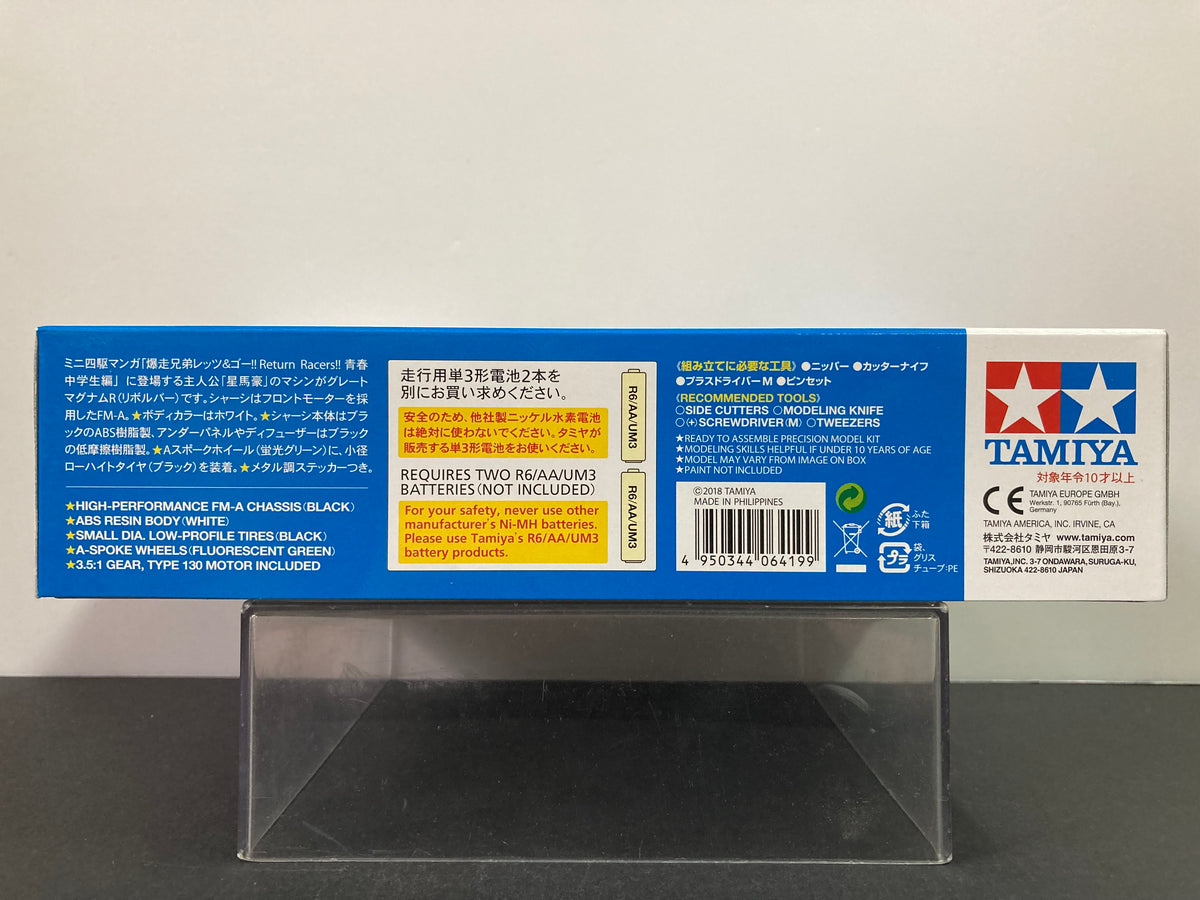 ミニ四駆マンガ「爆走兄弟レッツ&ゴー!! Return Racers!! 青春
中学生編」に登場する主人公「星馬豪」のマシンがグレート
マグナムR(リボルバー)です。シャーシはフロントモーターを採
用したFM-A。★ボディカラーはホワイト。★シャーシ本体はブラ
ックのABS樹脂製、アンダーパネルやディフューザーはブラック
の低摩擦樹脂製。★Aスポークホイール(蛍光グリーン)に、小径
ローハイトタイヤ(ブラック)を装着。★メタル調ステッカーつき。
★HIGH-PERFORMANCE FM-A CHASSIS (BLACK)
★ABS RESIN BODY (WHITE)
★SMALL DIA. LOW-PROFILE TIRES (BLACK)
★A-SPOKE WHEELS (FLUORESCENT GREEN)
★3.5:1 GEAR, TYPE 130 MOTOR INCLUDED
走行用単3形電池2本を
別にお買い求めください。
安全のため、他社製ニッケル水素電池
は絶対に使わないでください。タミヤが
販売する単3形電池をお使いください。
R6/AA/UM3
REQUIRES TWO R6/AA/UM3
BATTERIES (NOT INCLUDED)
For your safety, never use other
manufacturer's Ni-MH batteries.
Please use Tamiya's R6/AA/UM3
battery products.
R6/AA/UM3
《組み立てに必要な工具》 ●ニッパー ●カッターナイフ
●プラスドライバーM ●ピンセット
〈RECOMMENDED TOOLS〉
○SIDE CUTTERS ○MODELING KNIFE
○(+)SCREWDRIVER (M) ○TWEEZERS
★READY TO ASSEMBLE PRECISION MODEL KIT
★MODELING SKILLS HELPFUL IF UNDER 10 YEARS OF AGE
★MODEL MAY VARY FROM IMAGE ON BOX
★PAINT NOT INCLUDED
©2018 TAMIYA
MADE IN PHILIPPINES
4 950344 064199
紙
ふた
下箱
プラ
袋、
グリス
チューブ:PE
TAMIYA
対象年令10才以上
CE
TAMIYA EUROPE GMBH
Werkstr. 1, 90765 Fürth (Bay.),
Germany
TAMIYA AMERICA, INC. IRVINE, CA
株式会社タミヤ www.tamiya.com
〒422-8610 静岡市駿河区恩田原3-7
TAMIYA,INC. 3-7 ONDAWARA,SURUGA-KU,
SHIZUOKA 422-8610 JAPAN